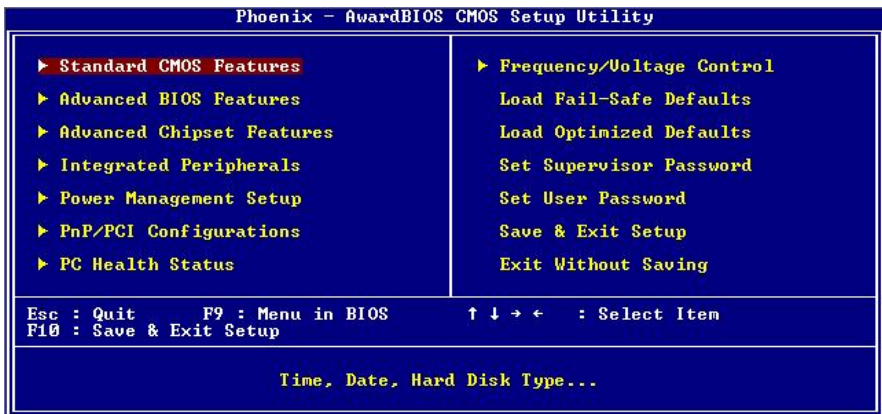 Phoenix - AwardBIOS CMOS Setup Utility
▶ Standard CMOS Features
▶ Advanced BIOS Features
▶ Advanced Chipset Features
▶ Integrated Peripherals
▶ Power Management Setup
▶ PnP/PCI Configurations
▶ PC Health Status
▶ Frequency/Voltage Control
Load Fail-Safe Defaults
Load Optimized Defaults
Set Supervisor Password
Set User Password
Save & Exit Setup
Exit Without Saving
Esc : Quit F9 : Menu in BIOS ↑ ↓ → ← : Select Item
F10 : Save & Exit Setup
Time, Date, Hard Disk Type...